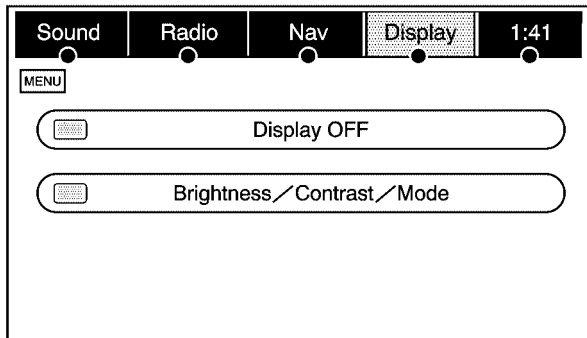 Sound Radio Nav Display 1:41
MENU
Display OFF
Brightness／Contrast／Mode